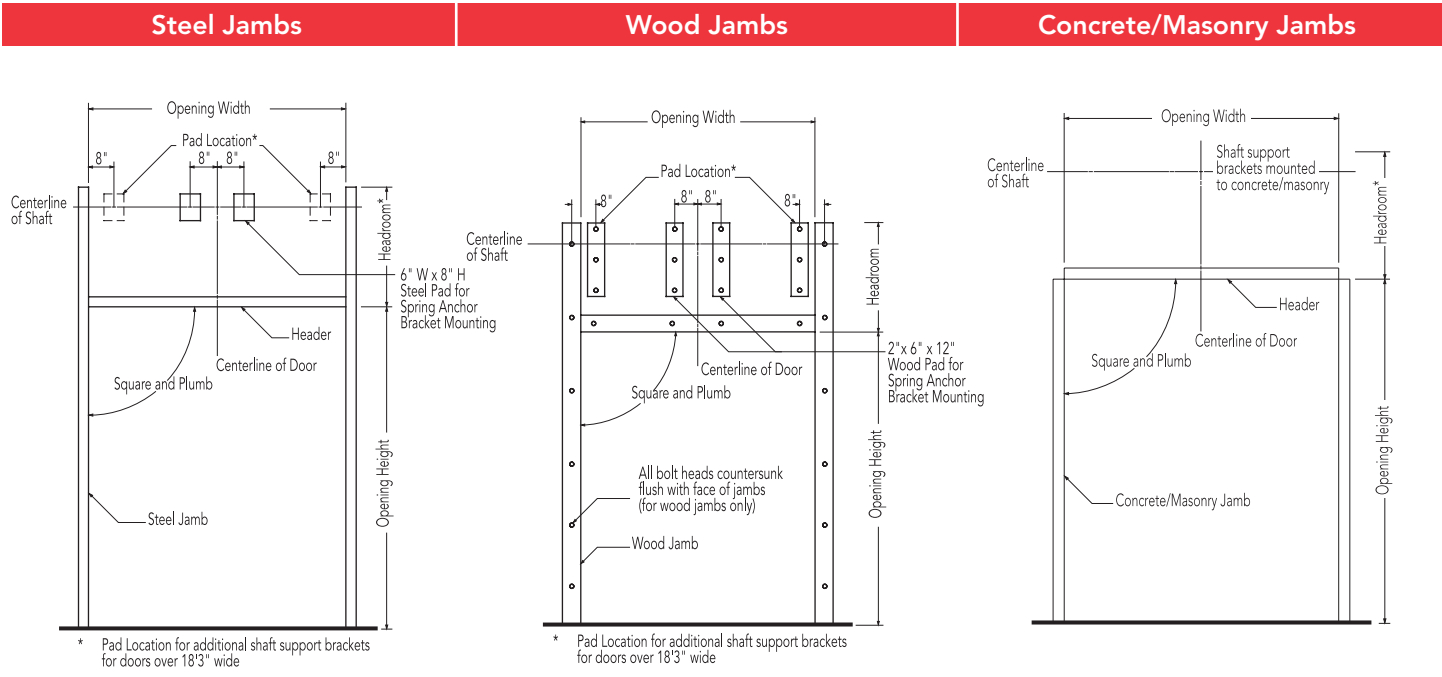 Steel Jambs
Wood Jambs
Concrete/Masonry Jambs
Opening Width
Pad Location*
8"
8"
8"
8"
Centerline
of Shaft
Headroom*
6" W x 8" H
Steel Pad for
Spring Anchor
Bracket Mounting
Header
Centerline of Door
Square and Plumb
Opening Height
Steel Jamb
* Pad Location for additional shaft support brackets
for doors over 18'3" wide
Opening Width
Pad Location*
8"
8"
8"
8"
Centerline
of Shaft
Headroom
2"x 6" x 12"
Wood Pad for
Spring Anchor
Bracket Mounting
Centerline of Door
Square and Plumb
Opening Height
All bolt heads countersunk
flush with face of jambs
(for wood jambs only)
Wood Jamb
* Pad Location for additional shaft support brackets
for doors over 18'3" wide
Opening Width
Centerline
of Shaft
Shaft support
brackets mounted
to concrete/masonry
Headroom*
Header
Centerline of Door
Square and Plumb
Opening Height
Concrete/Masonry Jamb